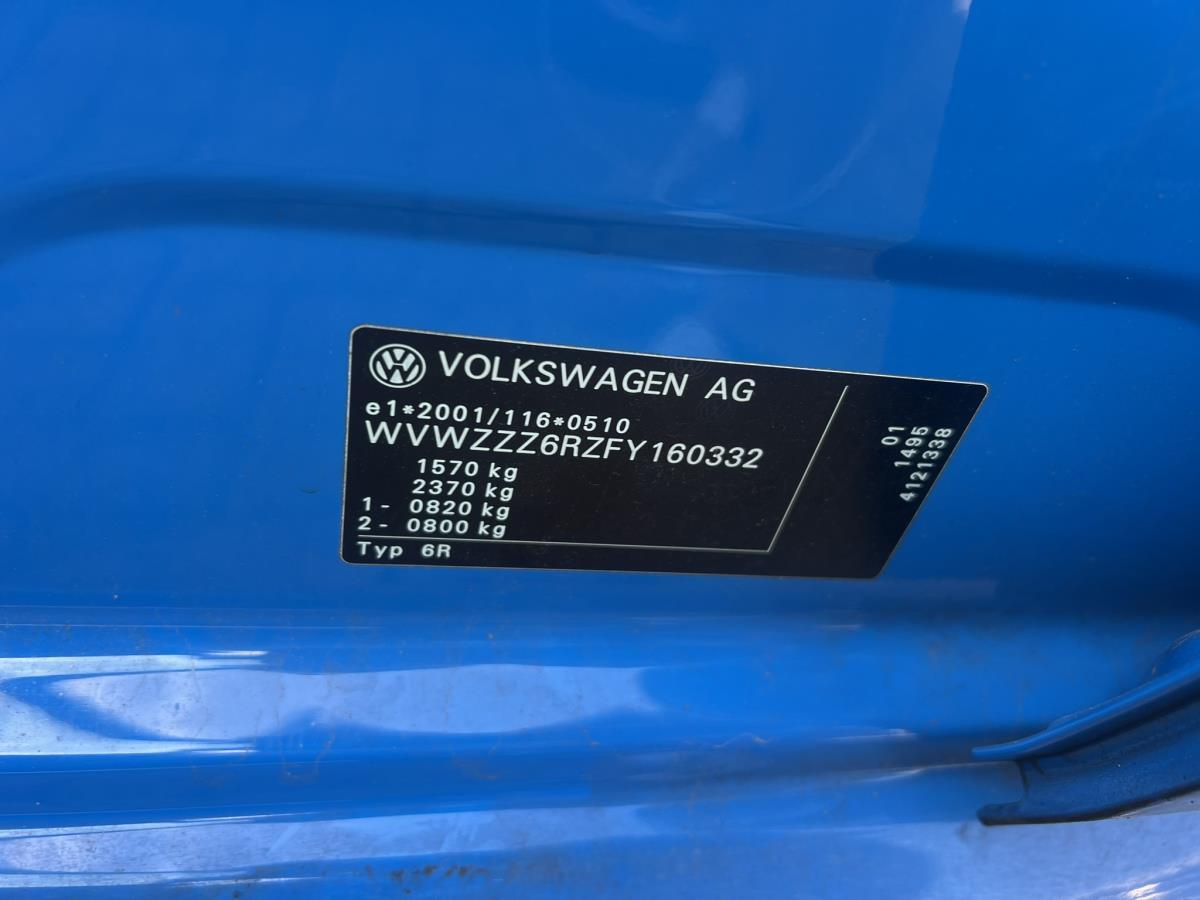 VOLKSWAGEN AG
e1*2001/116*0510
WVWZZZ6RZFY160332
1570 kg
2370 kg
1- 0820 kg
2- 0800 kg
Typ 6R
01
1495
4121338